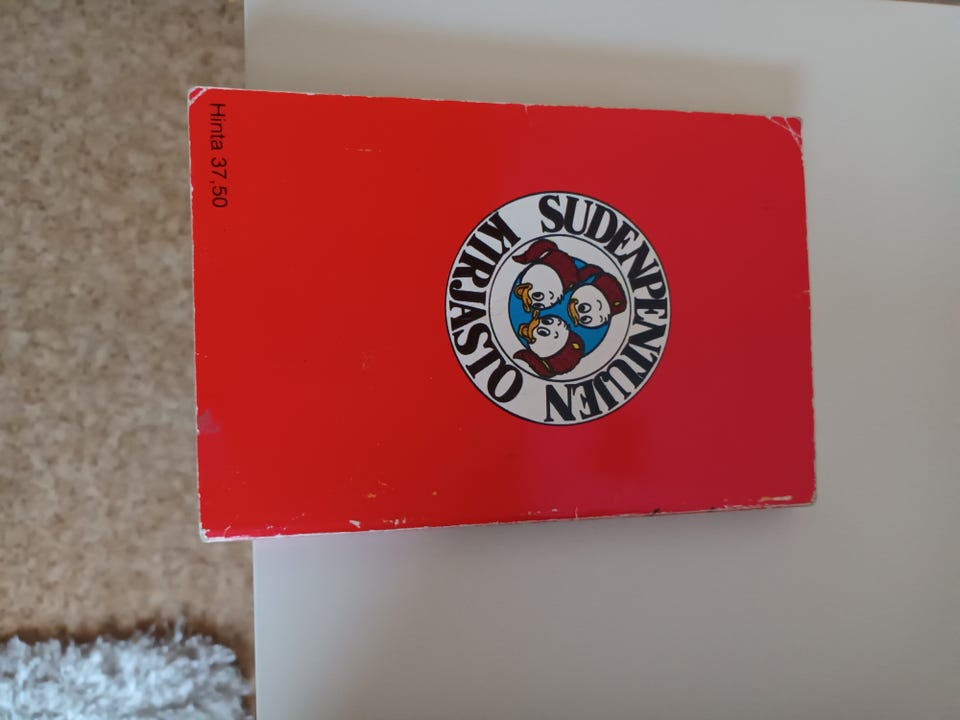 SUDENPENTUJEN
KIRJASTO
Hinta 37,50